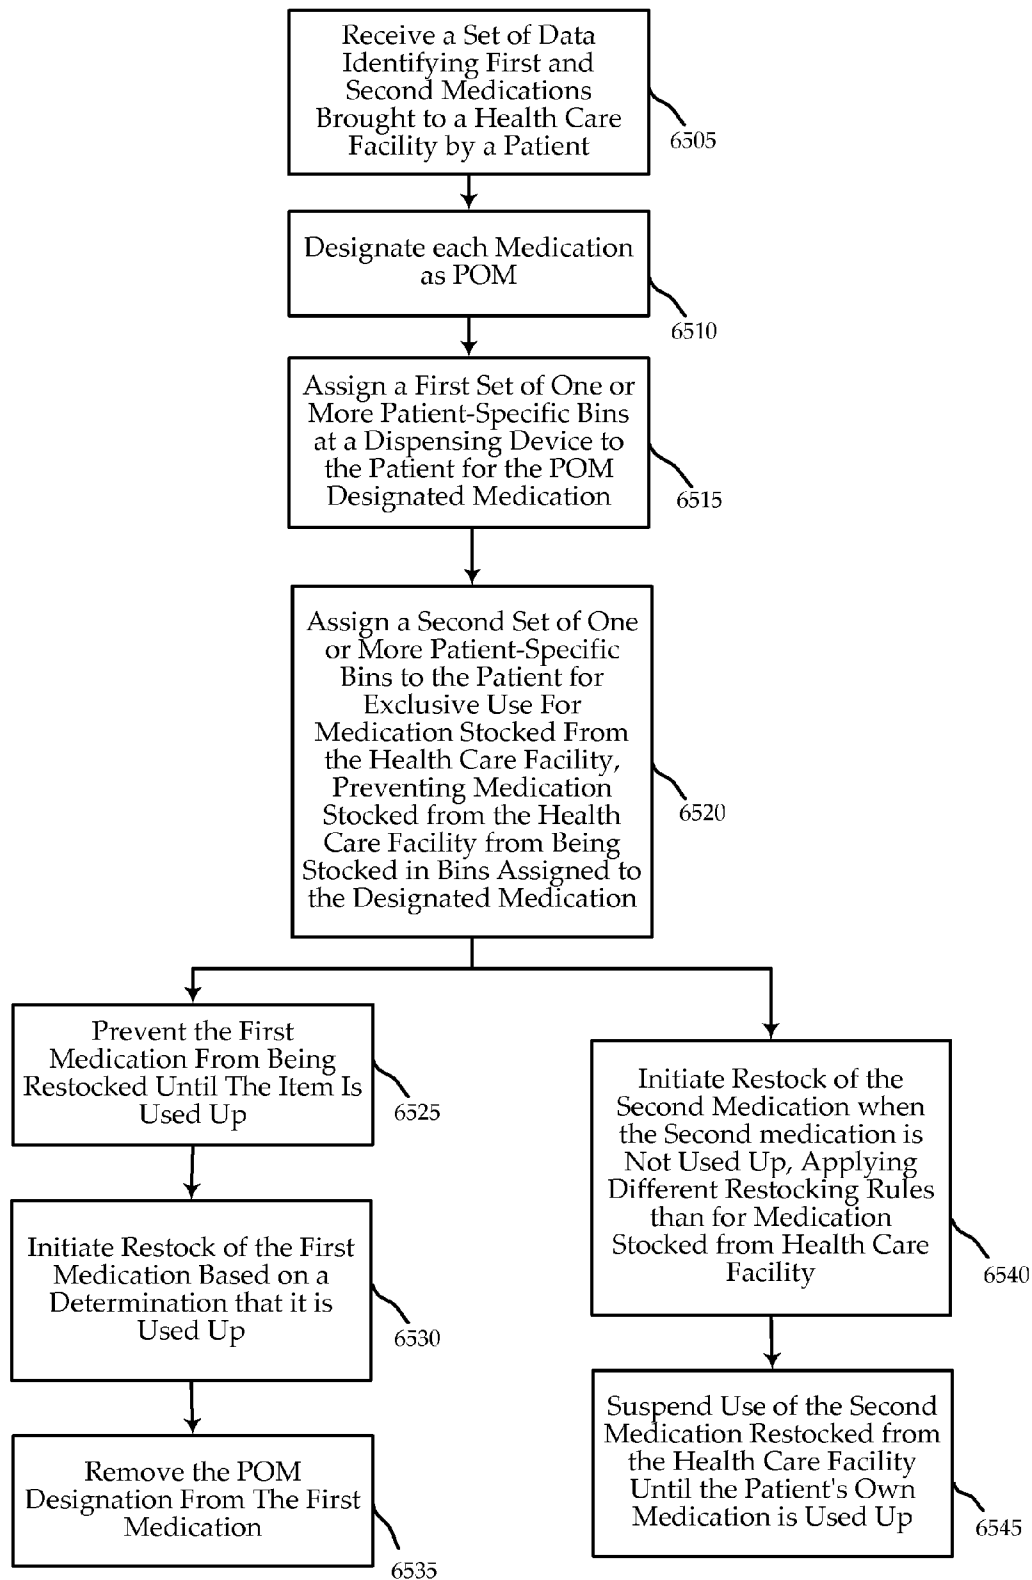 Receive a Set of Data
Identifying First and
Second Medications
Brought to a Health Care
Facility by a Patient
6505
Designate each Medication
as POM
6510
Assign a First Set of One or
More Patient-Specific Bins
at a Dispensing Device to
the Patient for the POM
Designated Medication
6515
Assign a Second Set of One
or More Patient-Specific
Bins to the Patient for
Exclusive Use For
Medication Stocked From
the Health Care Facility,
Preventing Medication
Stocked from the Health
Care Facility from Being
Stocked in Bins Assigned to
the Designated Medication
6520
Prevent the First
Medication From Being
Restocked Until The Item Is
Used Up
6525
Initiate Restock of the First
Medication Based on a
Determination that it is
Used Up
6530
Remove the POM
Designation From The First
Medication
6535
Initiate Restock of the
Second Medication when
the Second medication is
Not Used Up, Applying
Different Restocking Rules
than for Medication
Stocked from Health Care
Facility
6540
Suspend Use of the Second
Medication Restocked from
the Health Care Facility
Until the Patient's Own
Medication is Used Up
6545